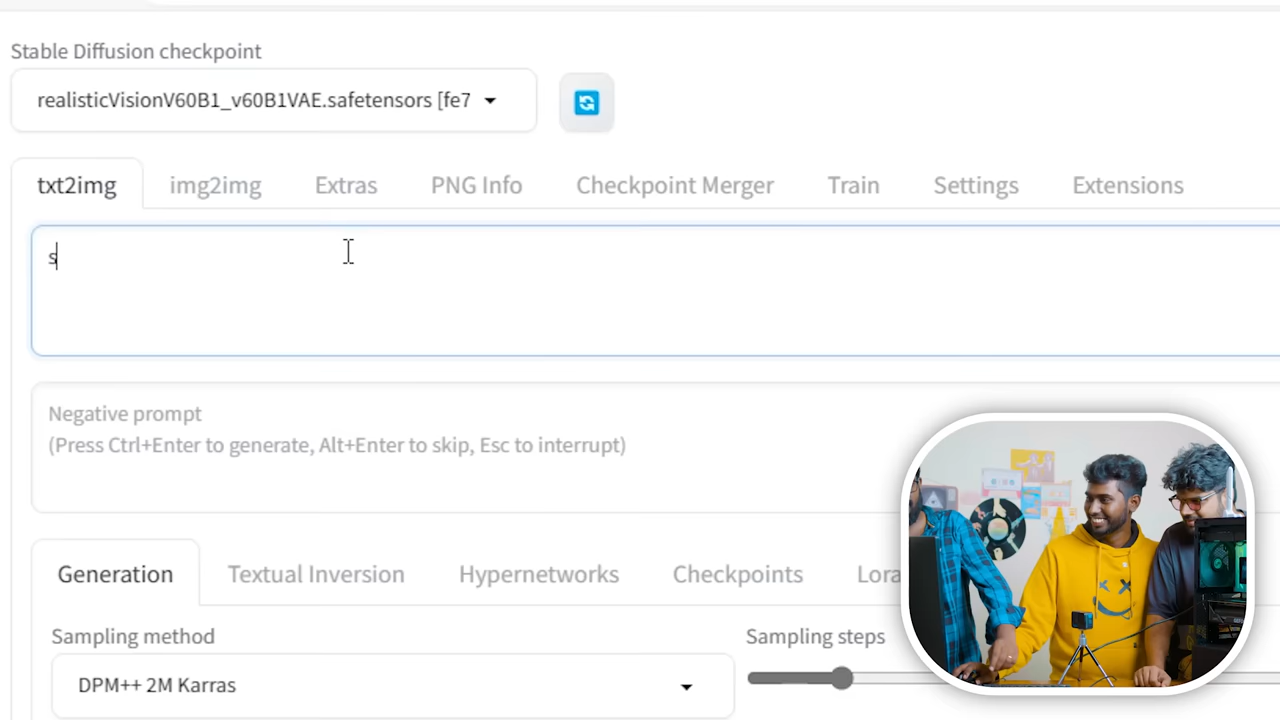 Stable Diffusion checkpoint
realisticVisionV60B1_v60B1VAE.safetensors [fe7
txt2img img2img Extras PNG Info Checkpoint Merger Train Settings Extensions
s
Negative prompt
(Press Ctrl+Enter to generate, Alt+Enter to skip, Esc to interrupt)
Generation Textual Inversion Hypernetworks Checkpoints Lora
Sampling method
Sampling steps
DPM++ 2M Karras